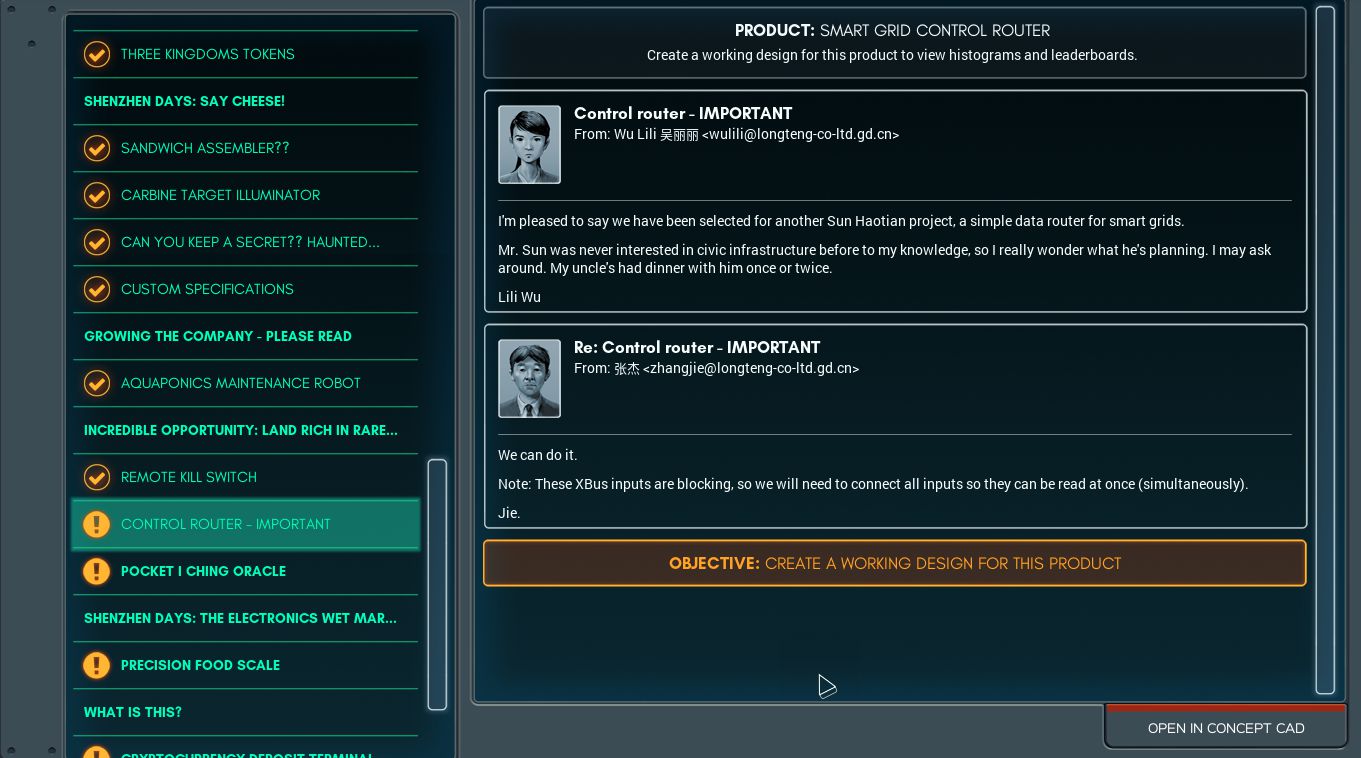 THREE KINGDOMS TOKENS
SHENZHEN DAYS: SAY CHEESE!
SANDWICH ASSEMBLER??
CARBINE TARGET ILLUMINATOR
CAN YOU KEEP A SECRET?? HAUNTED...
CUSTOM SPECIFICATIONS
GROWING THE COMPANY - PLEASE READ
AQUAPONICS MAINTENANCE ROBOT
INCREDIBLE OPPORTUNITY: LAND RICH IN RARE...
REMOTE KILL SWITCH
CONTROL ROUTER - IMPORTANT
POCKET I CHING ORACLE
SHENZHEN DAYS: THE ELECTRONICS WET MAR...
PRECISION FOOD SCALE
WHAT IS THIS?
CRYPTOCURRENCY DEPOSIT TERMINAL
PRODUCT: SMART GRID CONTROL ROUTER
Create a working design for this product to view histograms and leaderboards.
Control router - IMPORTANT
From: Wu Lili 吴丽丽 <wulili@longteng-co-ltd.gd.cn>
I'm pleased to say we have been selected for another Sun Haotian project, a simple data router for smart grids.
Mr. Sun was never interested in civic infrastructure before to my knowledge, so I really wonder what he's planning. I may ask
around. My uncle's had dinner with him once or twice.
Lili Wu
Re: Control router - IMPORTANT
From: 张杰 <zhangjie@longteng-co-ltd.gd.cn>
We can do it.
Note: These XBus inputs are blocking, so we will need to connect all inputs so they can be read at once (simultaneously).
Jie.
OBJECTIVE: CREATE A WORKING DESIGN FOR THIS PRODUCT
OPEN IN CONCEPT CAD